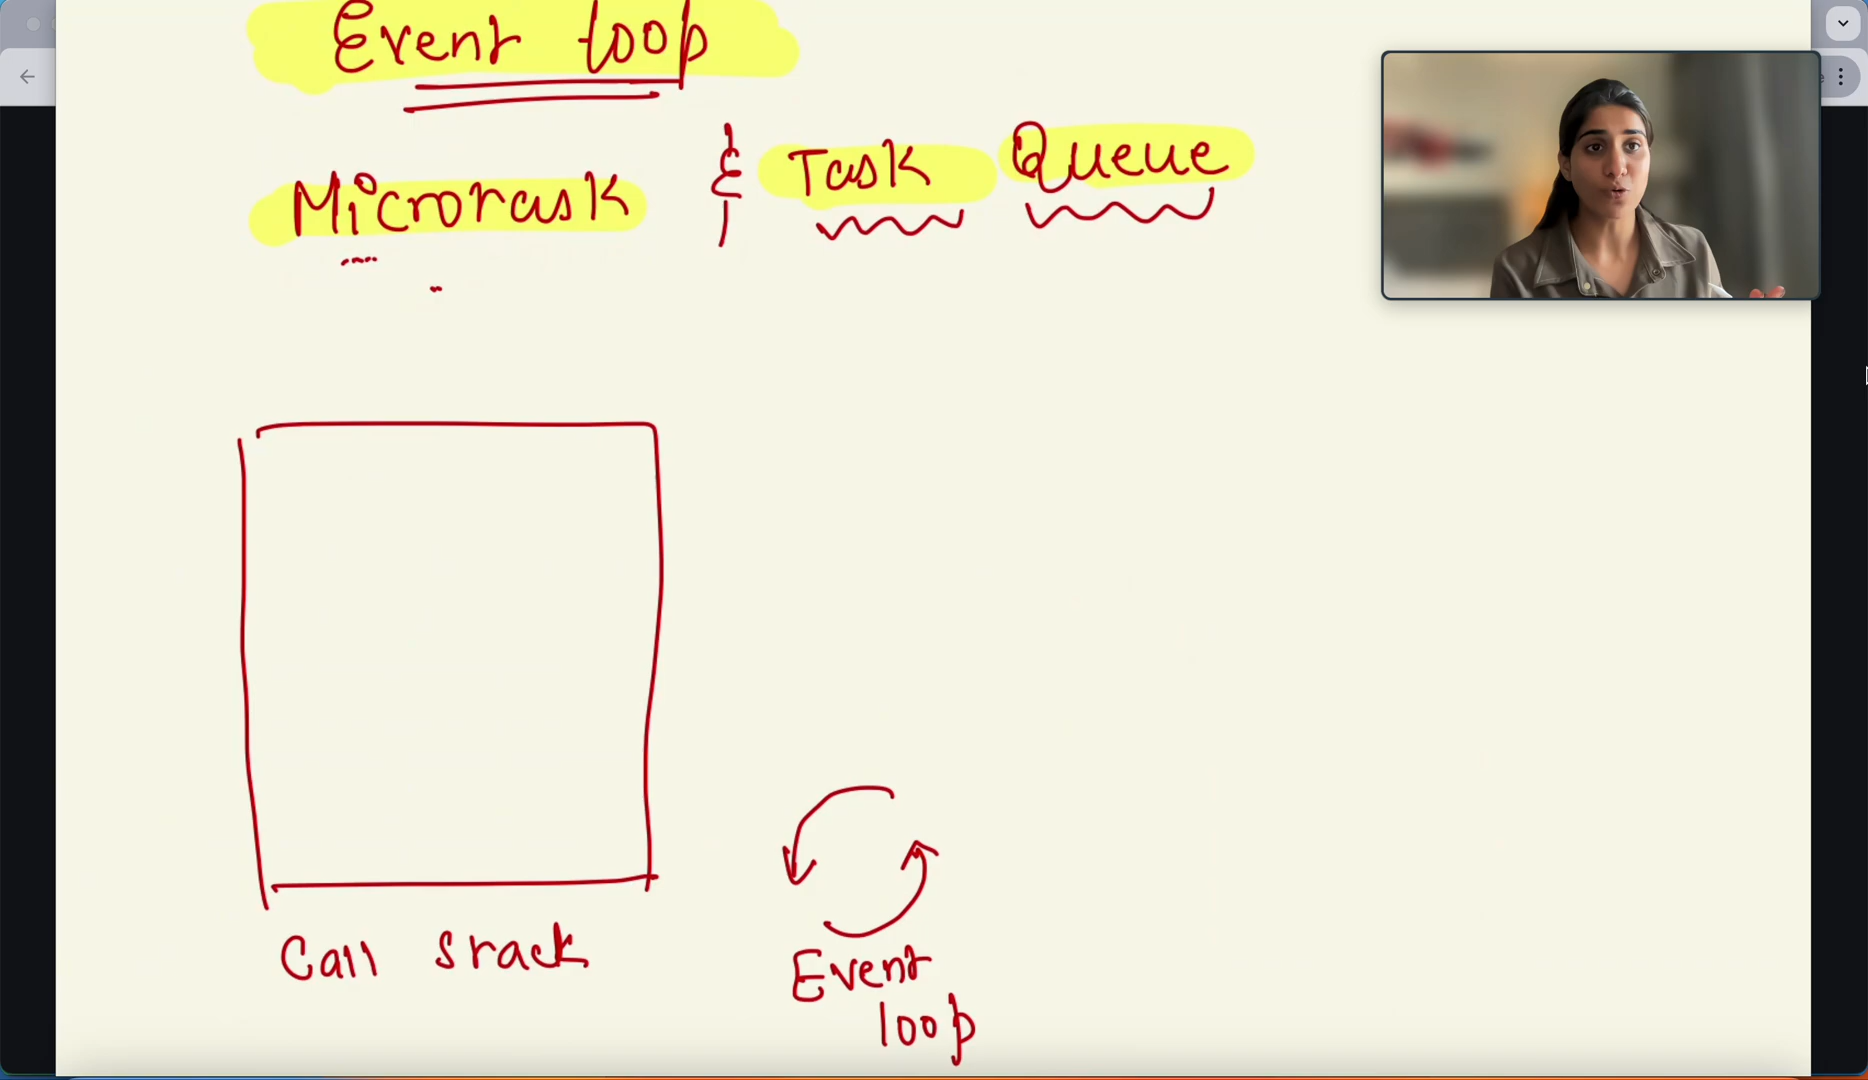 Event loop
Microtask & Task Queue
Call stack
Event
loop